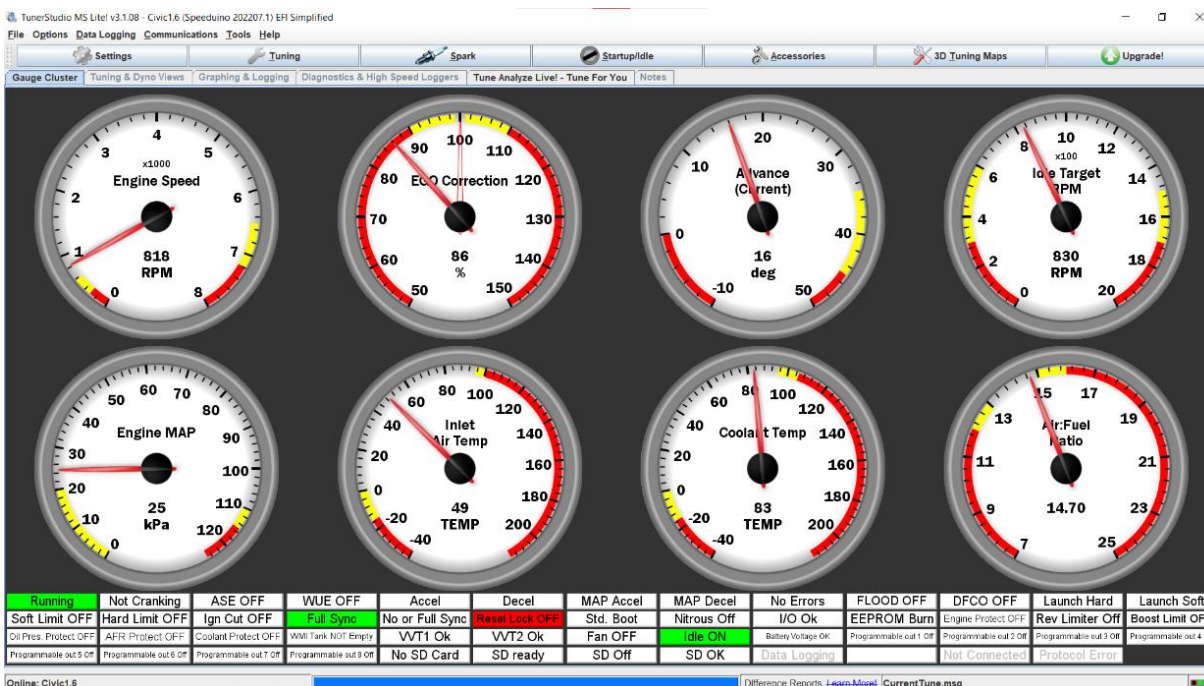 TunerStudio MS Lite! v3.1.08 - Civic1.6 (Speeduino 202207.1) EFI Simplified
File Options Data Logging Communications Tools Help
Settings Tuning Spark Startup/Idle Accessories 3D Tuning Maps Upgrade!
Gauge Cluster Tuning & Dyno Views Graphing & Logging Diagnostics & High Speed Loggers Tune Analyze Live! - Tune For You Notes
0 1 2 3 4 5 6 7 8
x1000
Engine Speed
818
RPM
50 60 70 80 90 100 110 120 130 140 150
EGO Correction
86
%
-10 0 10 20 30 40 50
Advance
(Current)
16
deg
0 2 4 6 8 10 12 14 16 18 20
x100
Idle Target
RPM
830
RPM
0 10 20 30 40 50 60 70 80 90 100 110 120
Engine MAP
25
kPa
-40 -20 0 20 40 60 80 100 120 140 160 180 200
Inlet
Air Temp
49
TEMP
-40 -20 0 20 40 60 80 100 120 140 160 180 200
Coolant Temp
83
TEMP
7 9 11 13 15 17 19 21 23 25
Air:Fuel
Ratio
14.70
Running Not Cranking ASE OFF WUE OFF Accel Decel MAP Accel MAP Decel No Errors FLOOD OFF DFCO OFF Launch Hard Launch Soft
Soft Limit OFF Hard Limit OFF Ign Cut OFF Full Sync No or Full Sync Reset Lock OFF Std. Boot Nitrous Off I/O Ok EEPROM Burn Engine Protect OFF Rev Limiter Off Boost Limit OF
Oil Pres. Protect OFF AFR Protect OFF Coolant Protect OFF WMI Tank NOT Empty VVT1 Ok VVT2 Ok Fan OFF Idle ON Battery Voltage OK Programmable out 1 Off Programmable out 2 Off Programmable out 3 Off Programmable out 4
Programmable out 5 Off Programmable out 6 Off Programmable out 7 Off Programmable out 8 Off No SD Card SD ready SD Off SD OK Data Logging Not Connected Protocol Error
Online: Civic1.6 Difference Reports Learn More! CurrentTune.msq